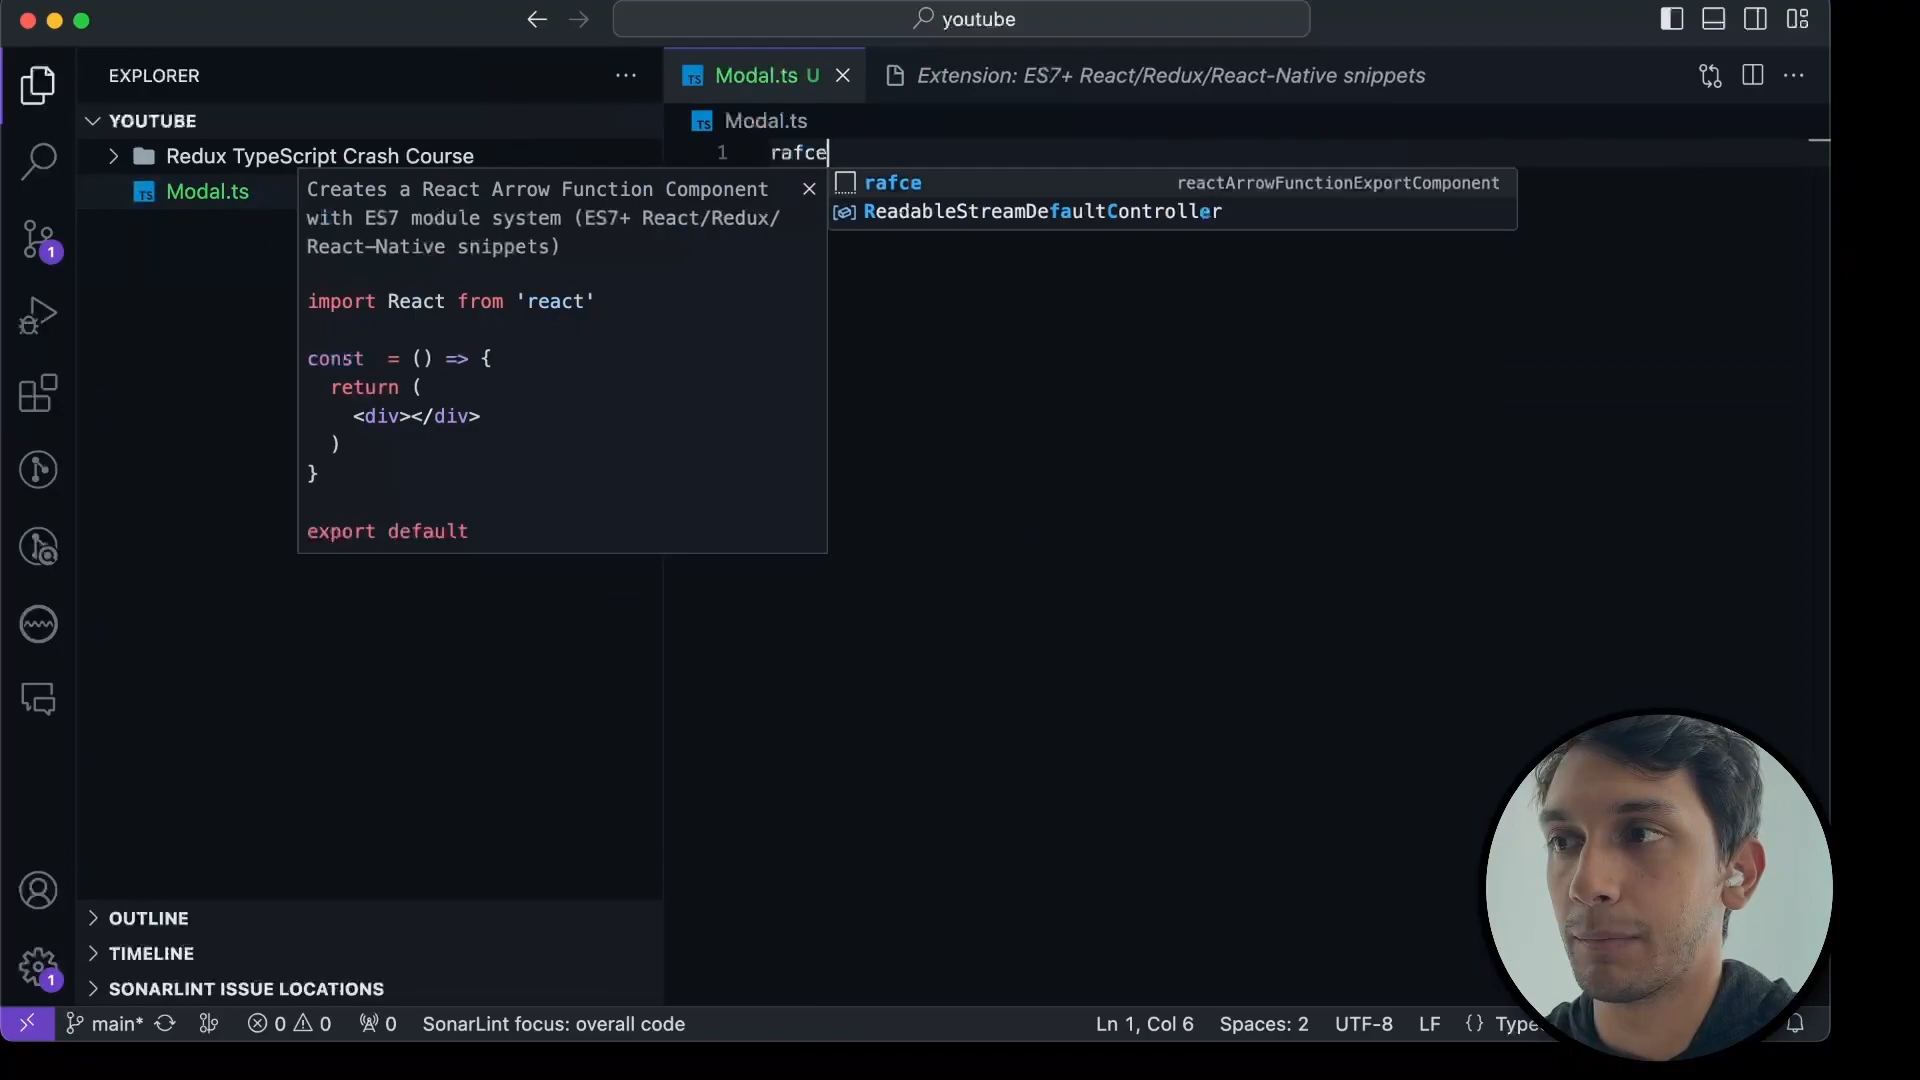 youtube
EXPLORER
Modal.ts U
Extension: ES7+ React/Redux/React-Native snippets
YOUTUBE
TS Modal.ts
Redux TypeScript Crash Course
1 rafce
TS Modal.ts
Creates a React Arrow Function Component
with ES7 module system (ES7+ React/Redux/
React-Native snippets)
import React from 'react'
const = () => {
return (
<div></div>
)
}
export default
rafce reactArrowFunctionExportComponent
ReadableStreamDefaultController
1
OUTLINE
TIMELINE
SONARLINT ISSUE LOCATIONS
1
main* 0 0 0 SonarLint focus: overall code Ln 1, Col 6 Spaces: 2 UTF-8 LF {}